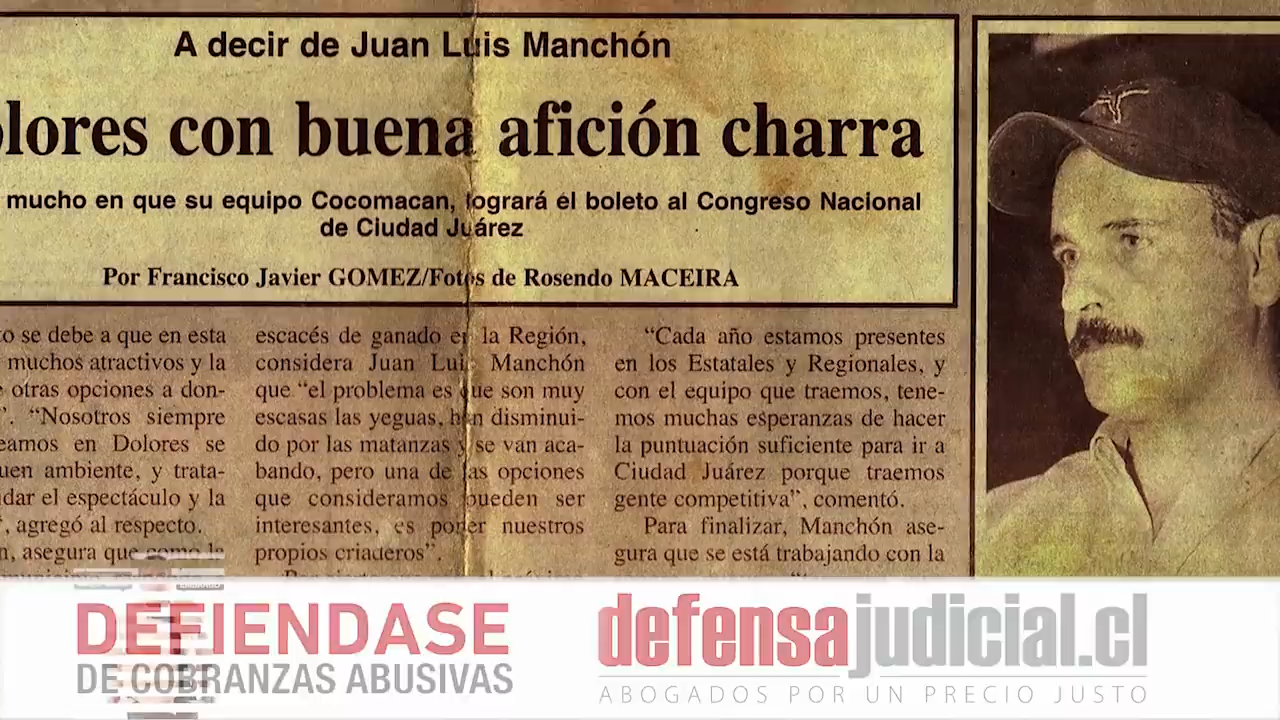 A decir de Juan Luis Manchón
lores con buena afición charra
mucho en que su equipo Cocomacan, logrará el boleto al Congreso Nacional
de Ciudad Juárez
Por Francisco Javier GOMEZ/Fotos de Rosendo MACEIRA
to se debe a que en esta
muchos atractivos y la
otras opciones a don-
”. “Nosotros siempre
eamos en Dolores se
uen ambiente, y trata-
dar el espectáculo y la
”, agregó al respecto.
n, asegura que como la
escacés de ganado en la Región,
considera Juan Luis Manchón
que “el problema es que son muy
escasas las yeguas, han disminui-
do por las matanzas y se van aca-
bando, pero una de las opciones
que consideramos pueden ser
interesantes, es poner nuestros
propios criaderos”.
“Cada año estamos presentes
en los Estatales y Regionales, y
con el equipo que traemos, tene-
mos muchas esperanzas de hacer
la puntuación suficiente para ir a
Ciudad Juárez porque traemos
gente competitiva”, comentó.
Para finalizar, Manchón ase-
gura que se está trabajando con la
DEFIENDASE
DE COBRANZAS ABUSIVAS
defensajudicial.cl
ABOGADOS POR UN PRECIO JUSTO